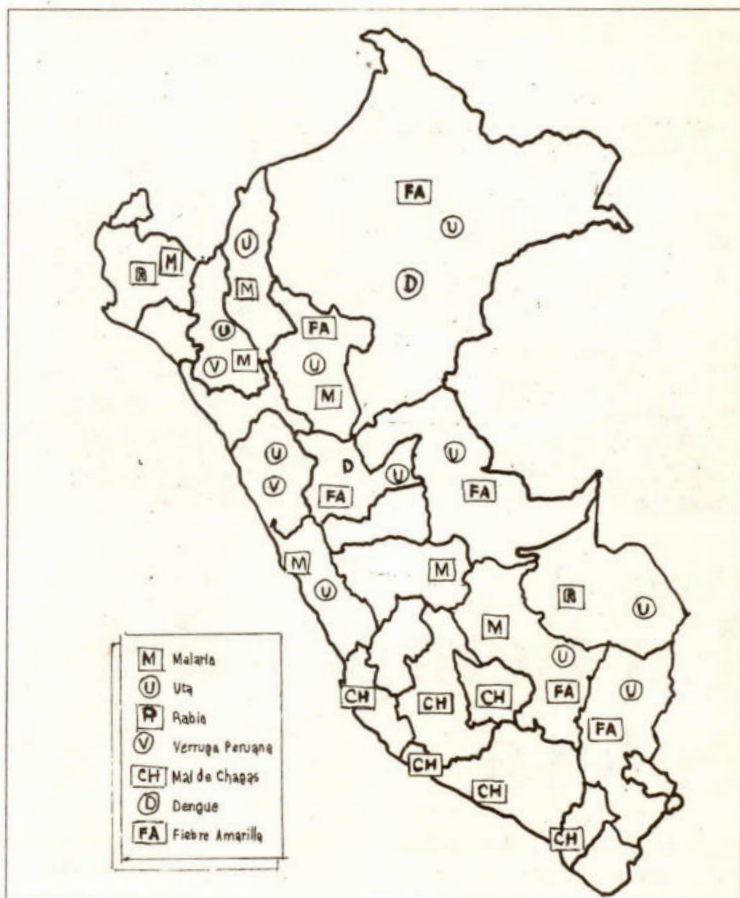 FA
U
U
M
R
D
M
U
FA
V
M
U
M
U
D
U
U
V
FA
FA
M
M
R
U
U
M
U
U
CH
CH
CH
FA
FA
CH
CH
CH
M Malaria
U Uta
R Rabia
V Verruga Peruana
CH Mal de Chagas
D Dengue
FA Fiebre Amarilla